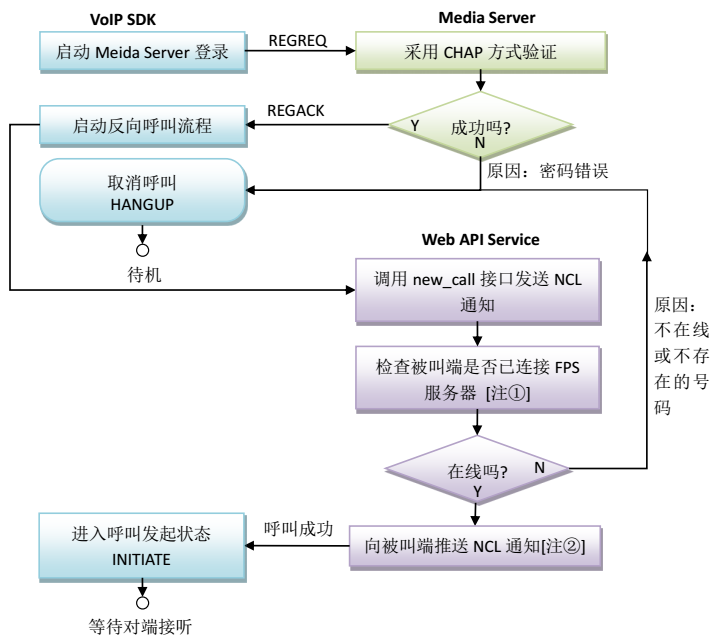 VoIP SDK
Media Server
启动 Meida Server 登录
REGREQ
采用 CHAP 方式验证
启动反向呼叫流程
REGACK
Y
成功吗?
N
原因：密码错误
取消呼叫
HANGUP
待机
Web API Service
调用 new_call 接口发送 NCL
通知
原因：
不在线
或不存
在的号
码
检查被叫端是否已连接 FPS
服务器 [注①]
在线吗?
N
Y
进入呼叫发起状态
INITIATE
呼叫成功
向被叫端推送 NCL 通知[注②]
等待对端接听